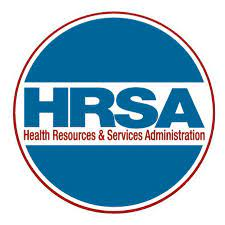 HRSA
Health Resources & Services Administration